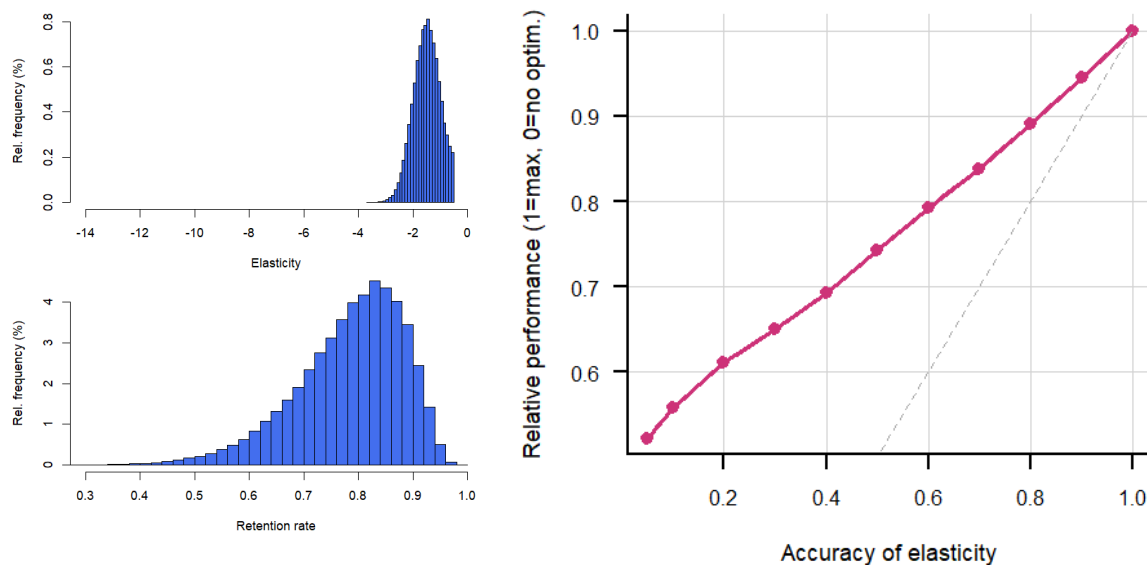 Rel. frequency (%)
0.0 0.2 0.4 0.6 0.8
-14 -12 -10 -8 -6 -4 -2 0
Elasticity
Rel. frequency (%)
0 1 2 3 4
0.3 0.4 0.5 0.6 0.7 0.8 0.9 1.0
Retention rate
Relative performance (1=max, 0=no optim.)
1.0
0.9
0.8
0.7
0.6
0.2 0.4 0.6 0.8 1.0
Accuracy of elasticity